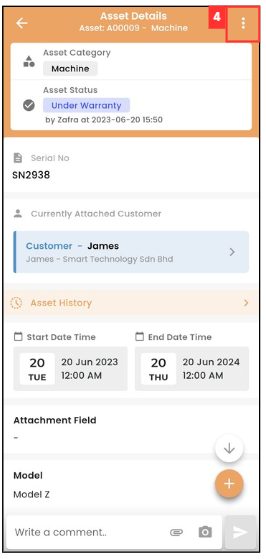 Asset Details
4
Asset: A00009 - Machine
Asset Category
Machine
Asset Status
Under Warranty
by Zafra at 2023-06-20 15:50
Serial No
SN2938
Currently Attached Customer
Customer - James
James - Smart Technology Sdn Bhd
Asset History
Start Date Time
End Date Time
20 TUE
20 Jun 2023
12:00 AM
20 THU
20 Jun 2024
12:00 AM
Attachment Field
-
Model
Model Z
Write a comment..